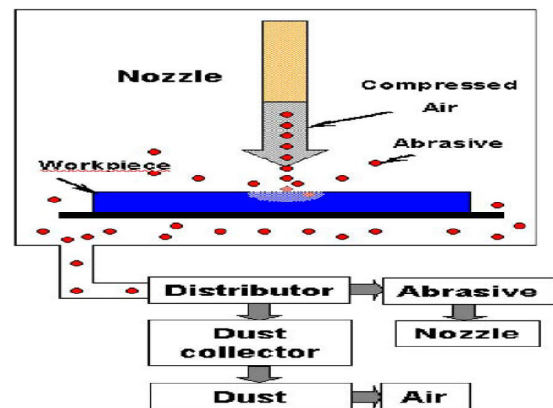 Nozzle
Compressed
Air
Abrasive
Workpiece
Distributor
Abrasive
Dust
collector
Nozzle
Dust
Air